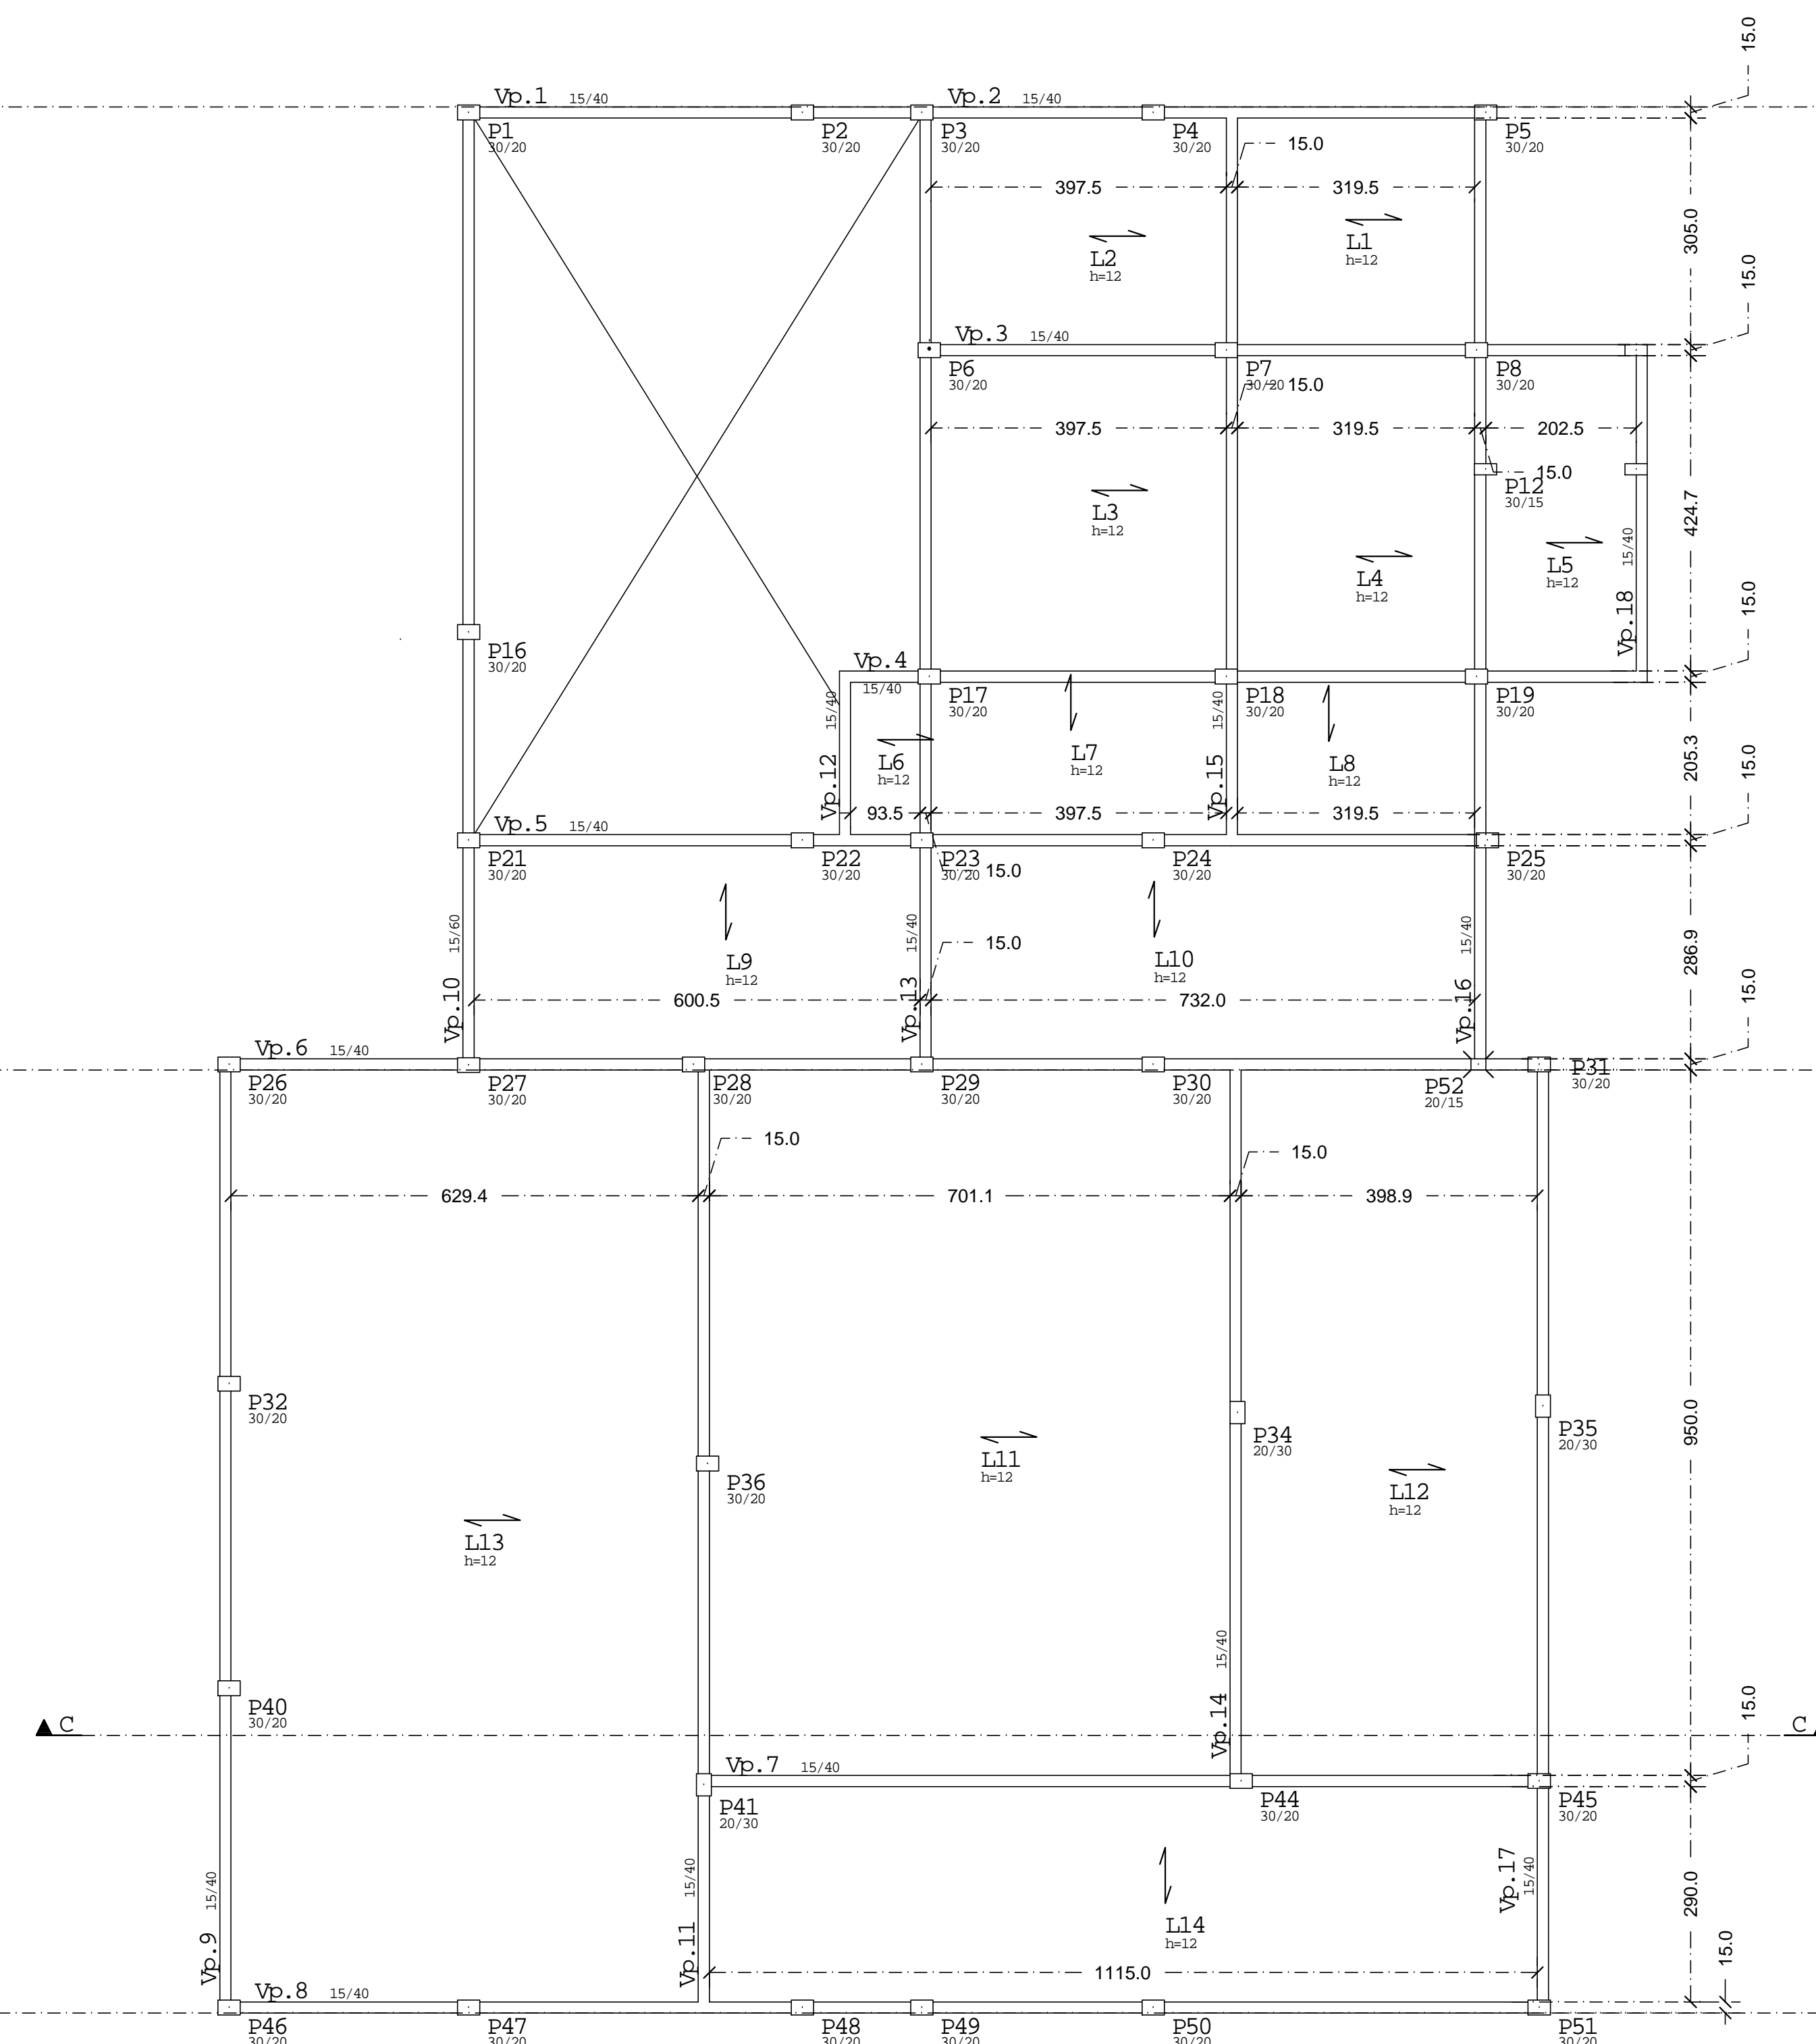 15.0
Vp.1 15/40
Vp.2 15/40
P1
30/20
P2
30/20
P3
30/20
P4
30/20
P5
30/20
15.0
397.5
319.5
305.0
L2
h=12
L1
h=12
15.0
Vp.3 15/40
P6
30/20
P7
30/20
15.0
P8
30/20
397.5
319.5
202.5
15.0
P12
30/15
L3
h=12
424.7
L4
h=12
L5
h=12
15/40
Vp.18
15.0
P16
30/20
Vp.4
15/40
P17
30/20
P18
30/20
P19
30/20
15/40
Vp.12
L6
h=12
L7
h=12
15/40
Vp.15
L8
h=12
205.3
15.0
93.5
397.5
319.5
Vp.5 15/40
P21
30/20
P22
30/20
P23
30/20
15.0
P24
30/20
P25
30/20
15/60
Vp.10
15/40
Vp.13
15.0
15/40
Vp.16
L9
h=12
L10
h=12
286.9
600.5
732.0
15.0
Vp.6 15/40
P26
30/20
P27
30/20
P28
30/20
P29
30/20
P30
30/20
P52
20/15
P31
30/20
15.0
15.0
629.4
701.1
398.9
P32
30/20
P34
20/30
P35
20/30
950.0
P36
30/20
L11
h=12
L12
h=12
L13
h=12
15/40
Vp.14
P40
30/20
C
C
15.0
Vp.7 15/40
P41
20/30
P44
30/20
P45
30/20
15/40
Vp.9
15/40
Vp.11
Vp.17
15/40
290.0
L14
h=12
15.0
1115.0
Vp.8 15/40
P46
30/20
P47
30/20
P48
30/20
P49
30/20
P50
30/20
P51
30/20